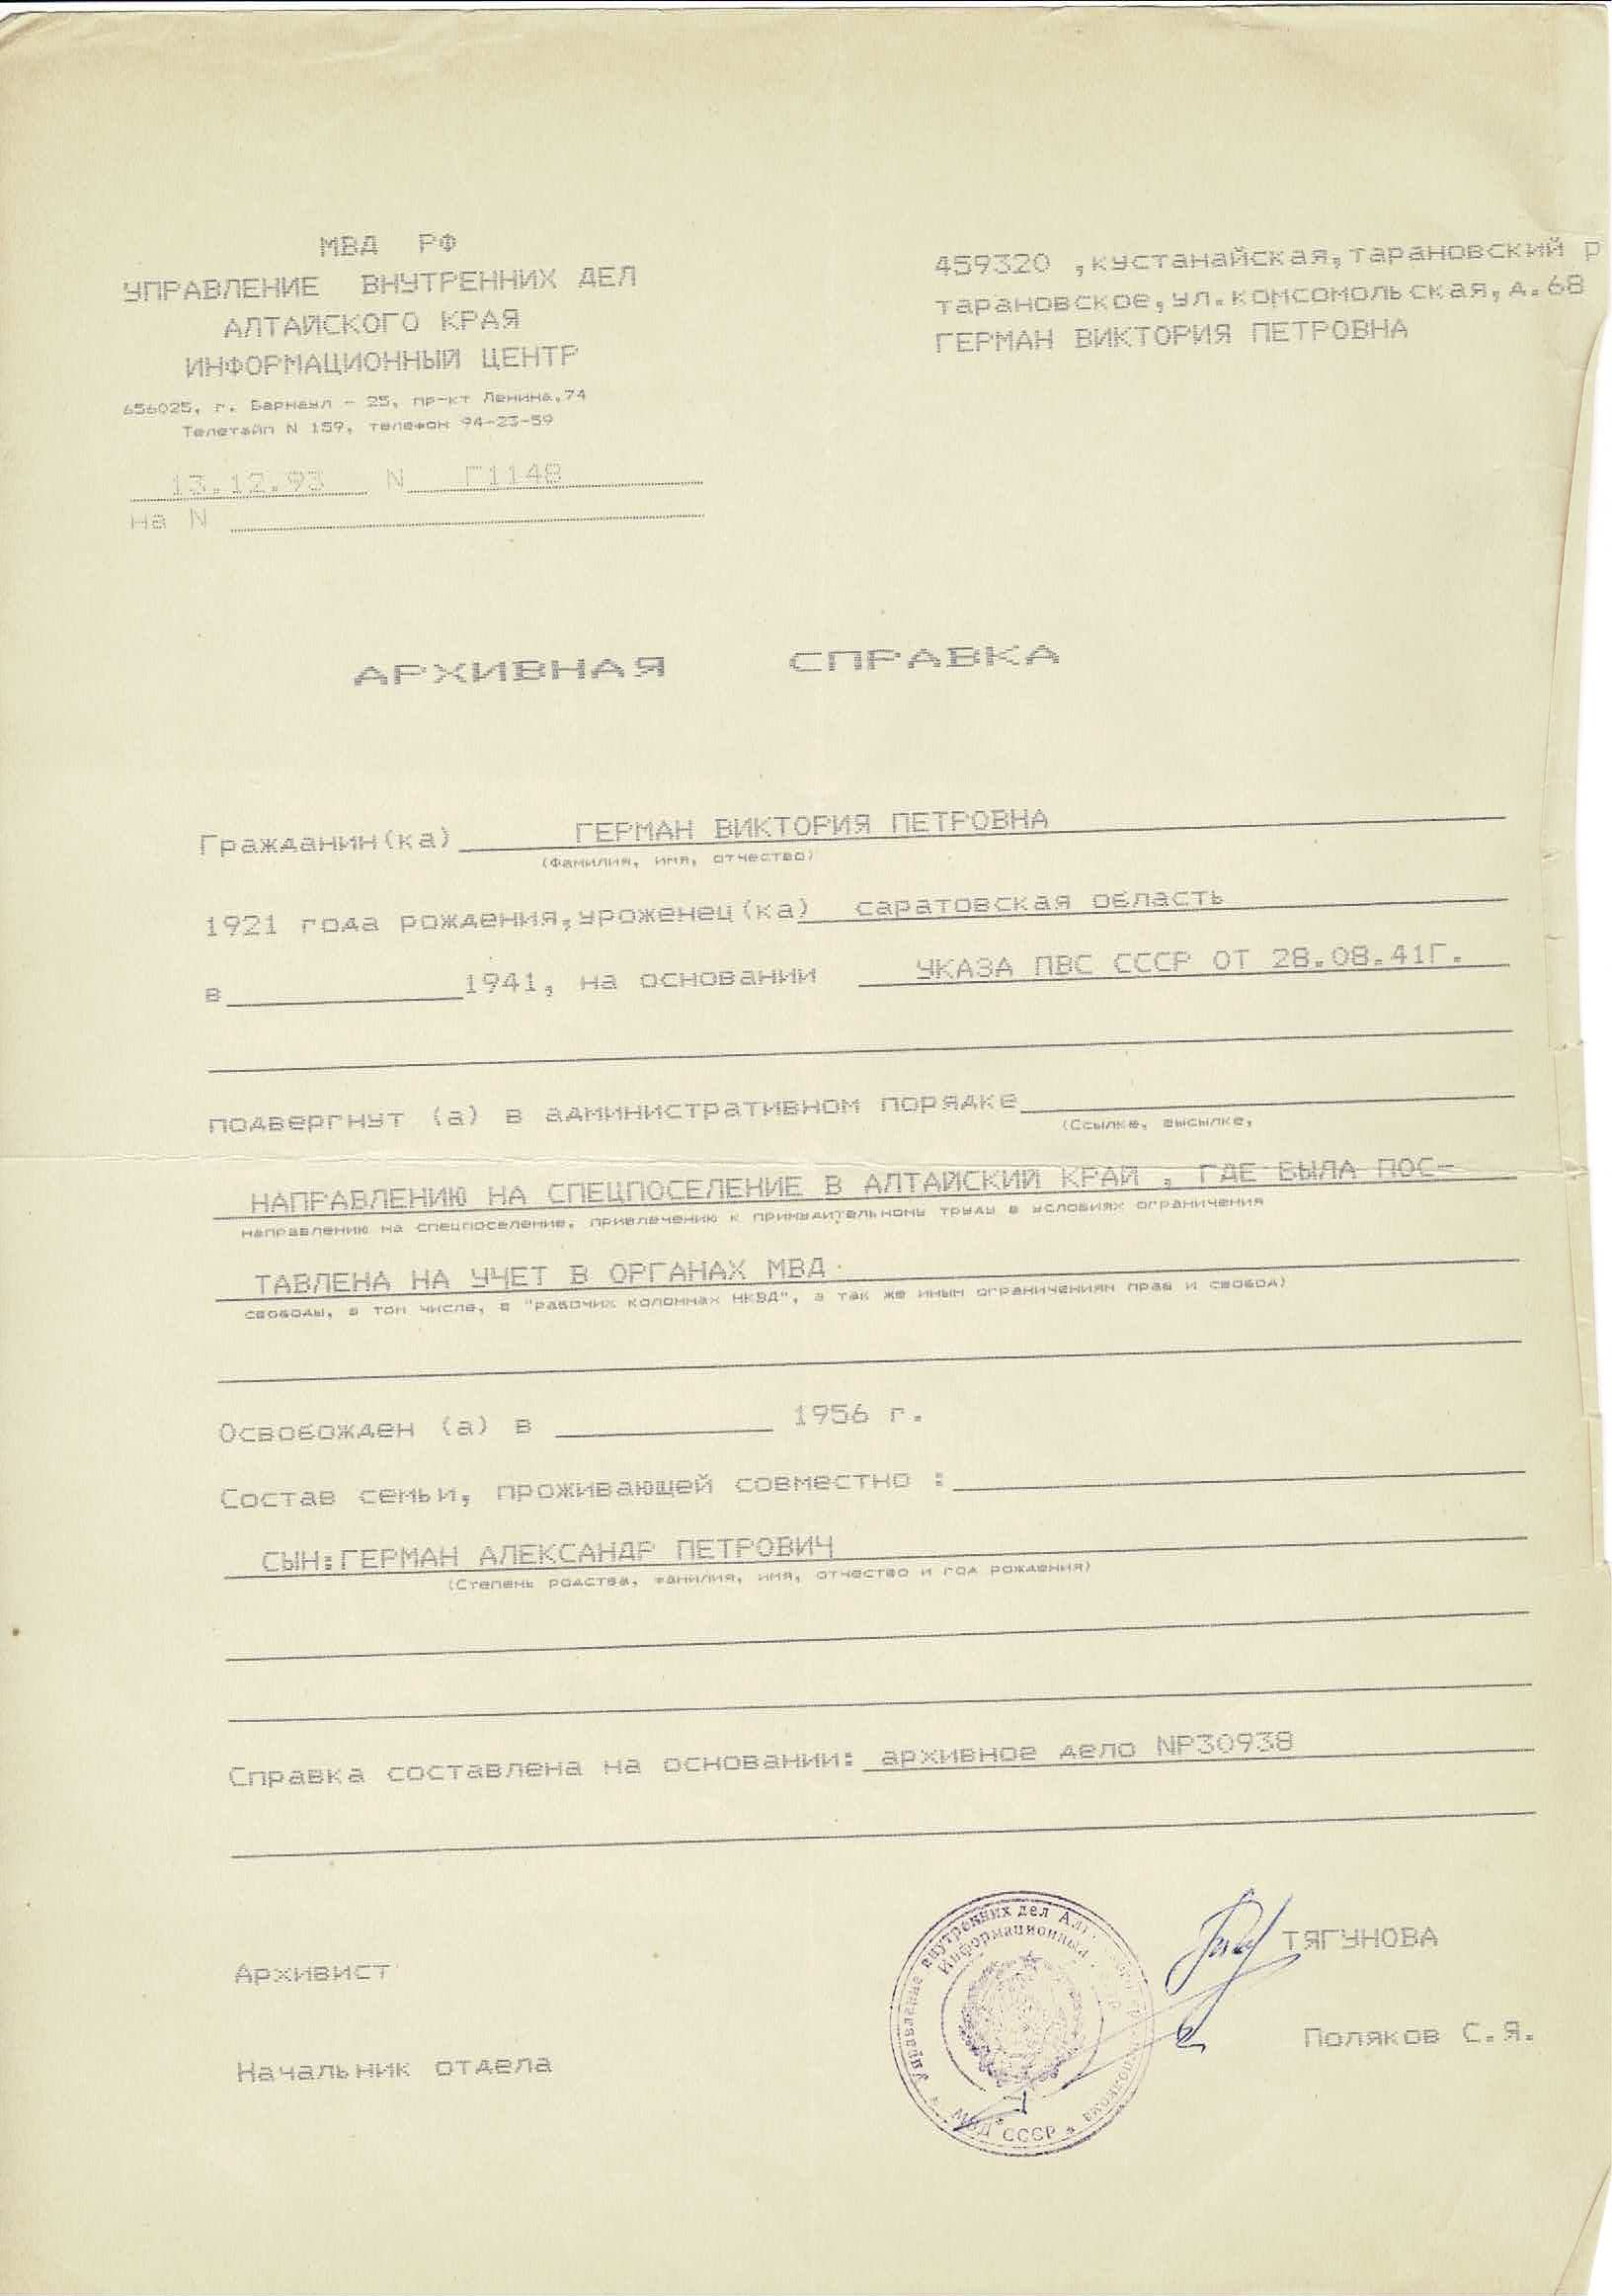 МВД РФ
УПРАВЛЕНИЕ ВНУТРЕННИХ ДЕЛ
АЛТАЙСКОГО КРАЯ
ИНФОРМАЦИОННЫЙ ЦЕНТР
656025, г. Барнаул - 25, пр-кт Ленина,74
Телетайп N 159, телефон 94-23-59
13.12.93 N Г1148
на N
459320 ,кустанайская,тарановский р
тарановское,ул.комсомольская,д.68
ГЕРМАН ВИКТОРИЯ ПЕТРОВНА
АРХИВНАЯ СПРАВКА
Гражданин(ка) ГЕРМАН ВИКТОРИЯ ПЕТРОВНА
(Фамилия, имя, отчество)
1921 года рождения,уроженец(ка) саратовская область
в 1941, на основании УКАЗА ПВС СССР ОТ 28.08.41Г.
подвергнут (а) в административном порядке
(Ссылке, высылке,
НАПРАВЛЕНИЮ НА СПЕЦПОСЕЛЕНИЕ В АЛТАЙСКИЙ КРАЙ , ГДЕ БЫЛА ПОС-
направлению на спецпоселение, привлечению к принудительному труду в условиях ограничения
ТАВЛЕНА НА УЧЕТ В ОРГАНАХ МВД
свободы, в том числе, в "рабочих колоннах НКВД", а так же иным ограничениям прав и свобод)
Освобожден (а) в 1956 г.
Состав семьи, проживающей совместно :
СЫН:ГЕРМАН АЛЕКСАНДР ПЕТРОВИЧ
(Степень родства, фамилия, имя, отчество и год рождения)
Справка составлена на основании: архивное дело NР30938
Архивист ТЯГУНОВА
Начальник отдела Поляков С.Я.
Управление внутренних дел
Информационный
МВД СССР